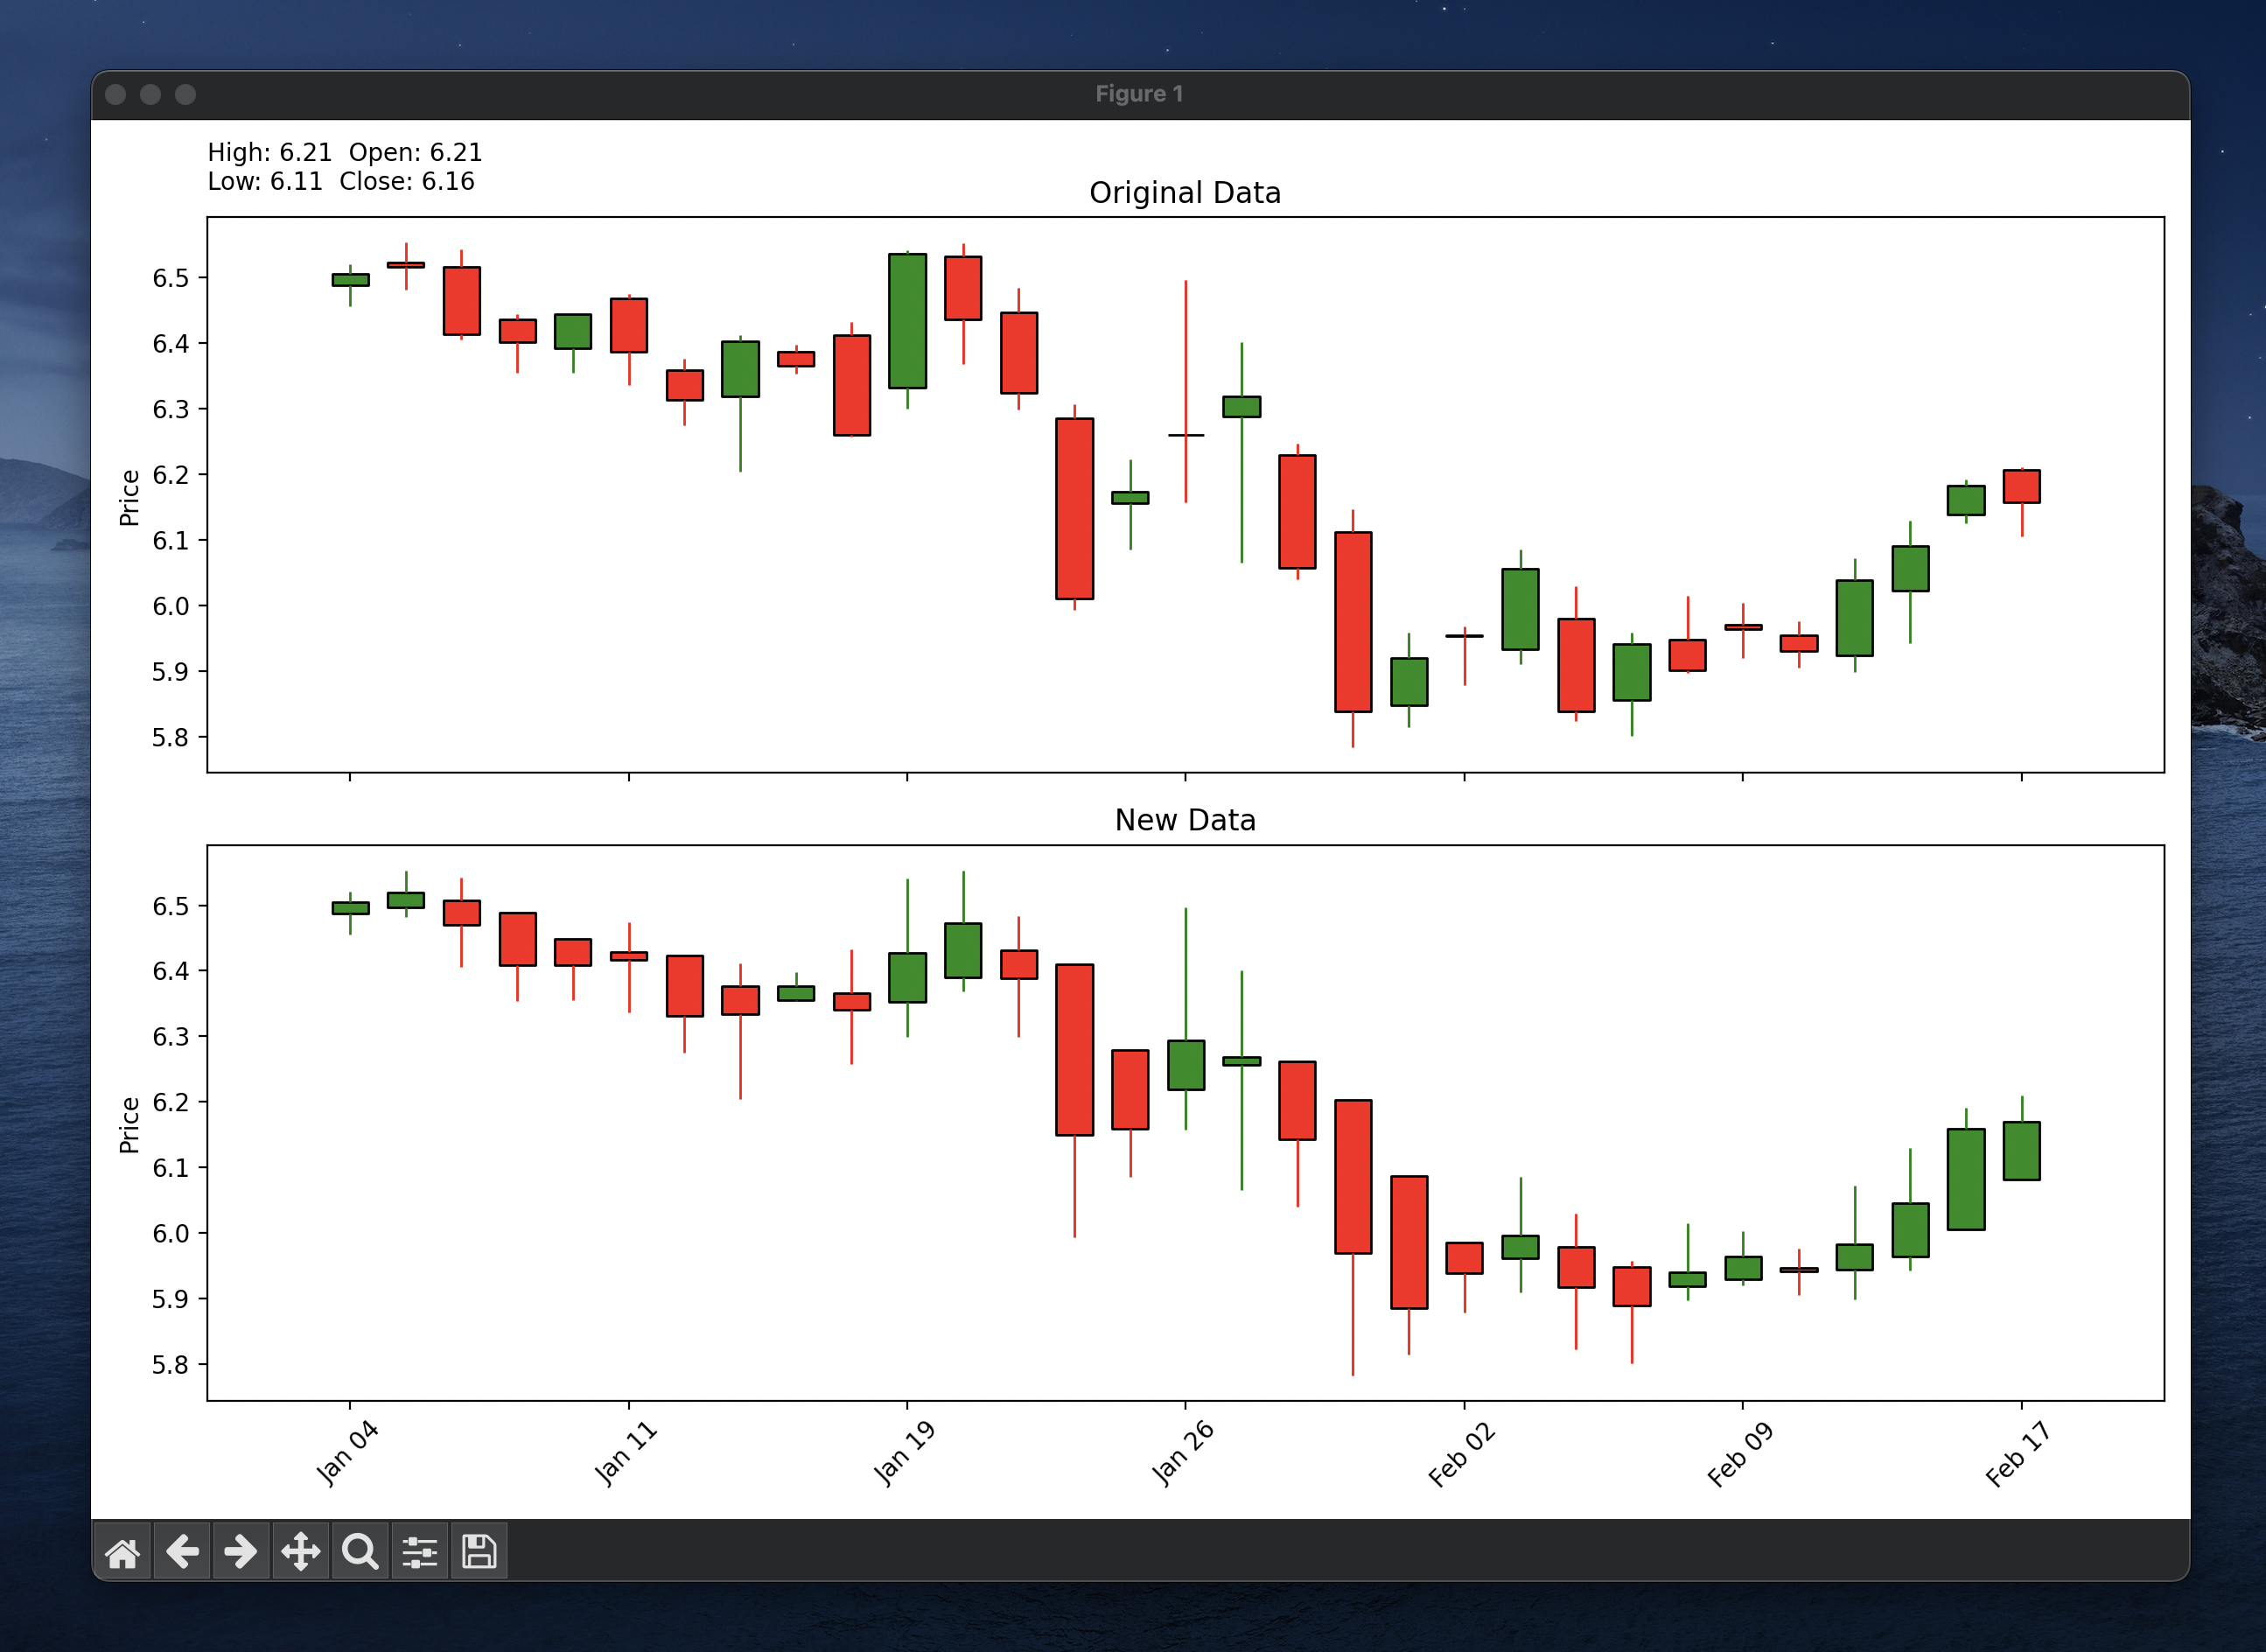 Figure 1
High: 6.21  Open: 6.21
Low: 6.11  Close: 6.16
Original Data
6.5
6.4
6.3
6.2
6.1
6.0
5.9
5.8
Price
New Data
6.5
6.4
6.3
6.2
6.1
6.0
5.9
5.8
Price
Jan 04
Jan 11
Jan 19
Jan 26
Feb 02
Feb 09
Feb 17